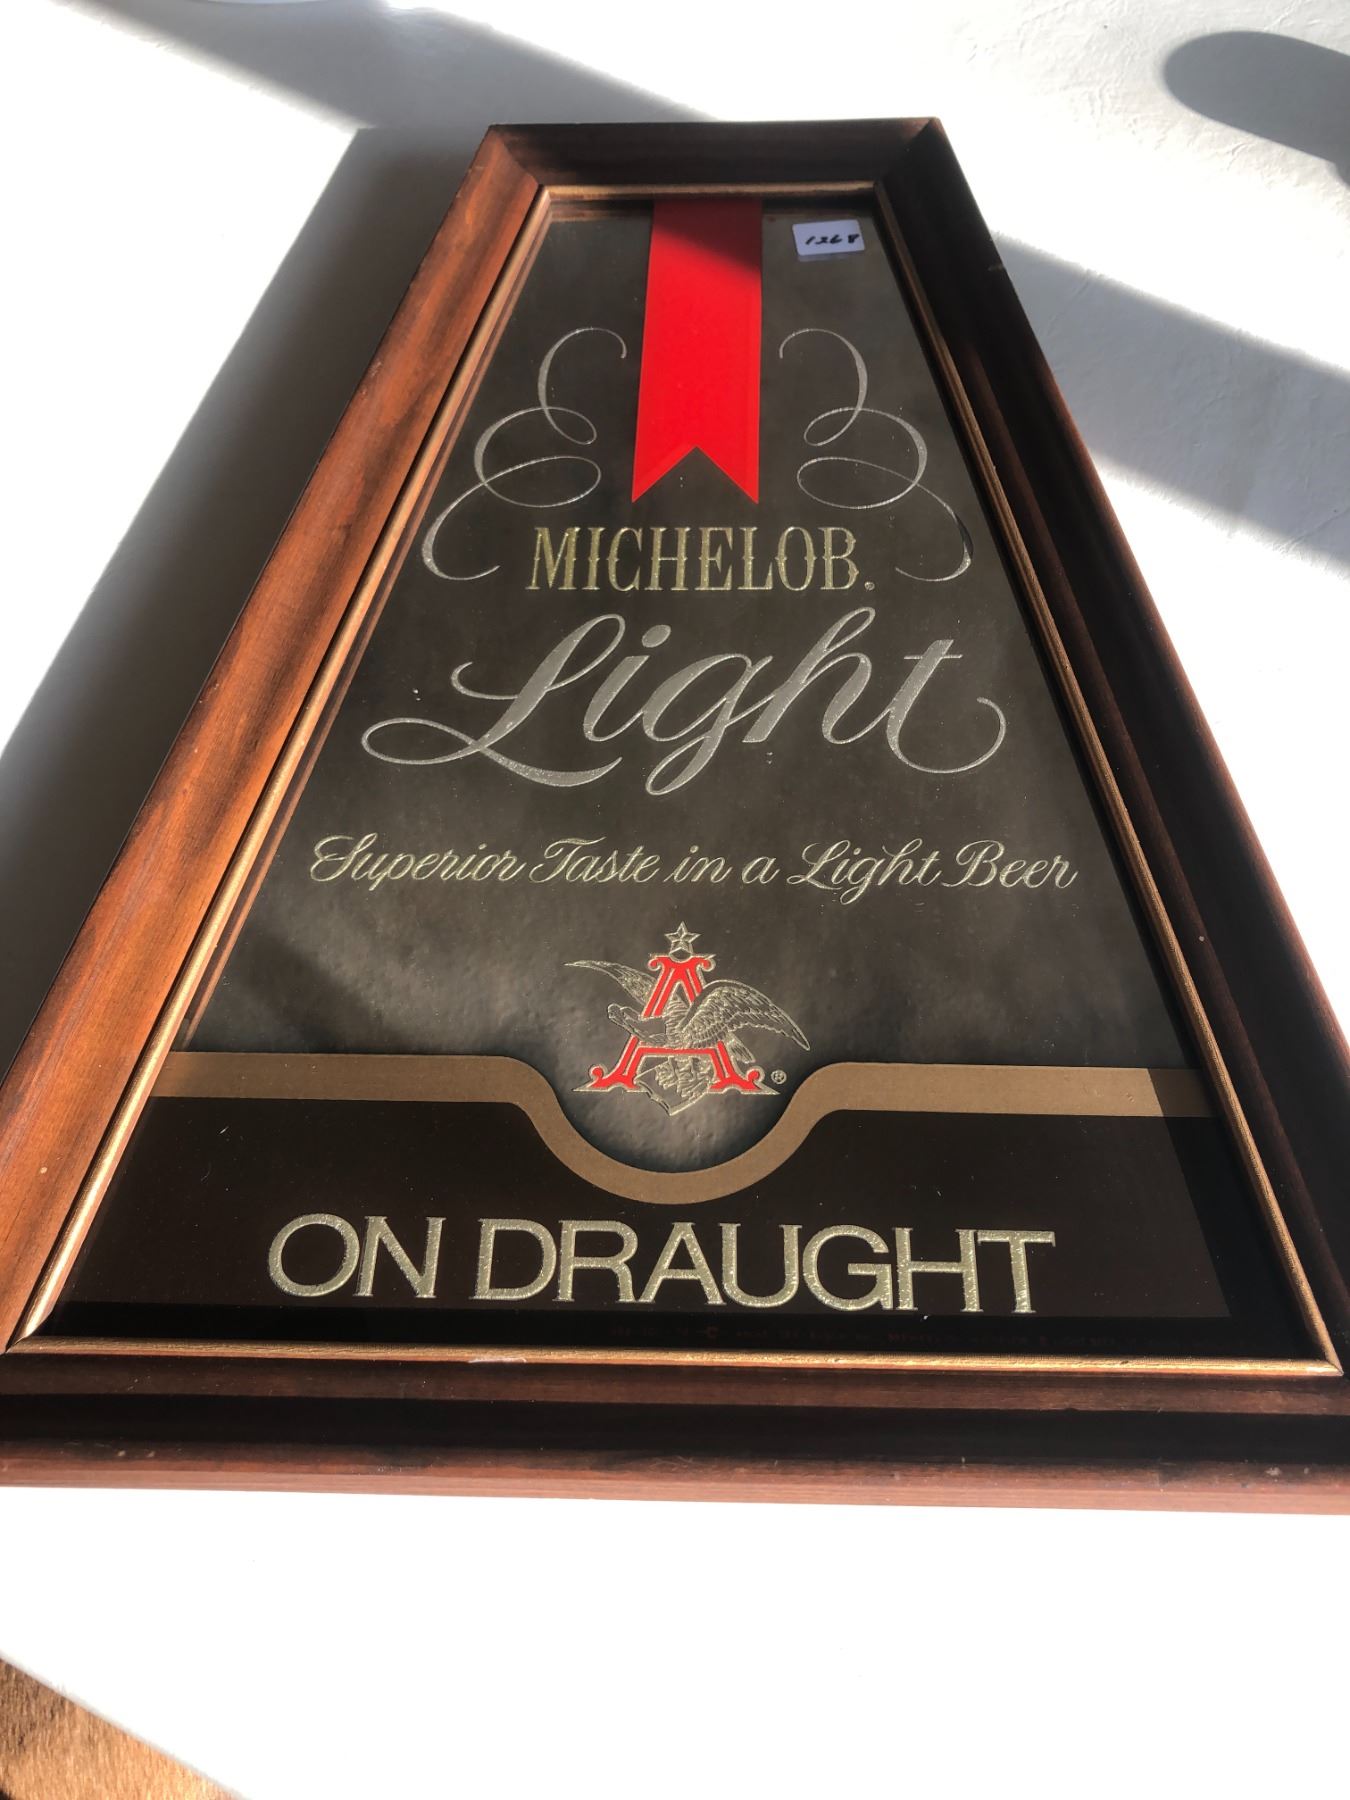 1268
MICHELOB.
Light
Superior Taste in a Light Beer
A ®
ON DRAUGHT